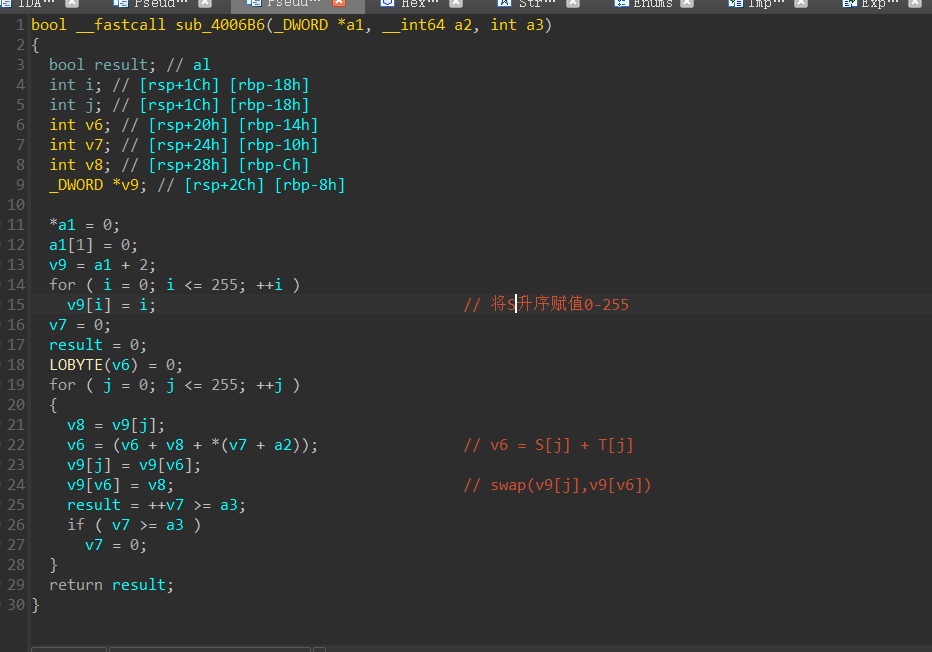 IDA… Pseud… Pseud… Hex… Str… Enums Imp… Exp…
1 bool __fastcall sub_4006B6(_DWORD *a1, __int64 a2, int a3)
2 {
3 bool result; // al
4 int i; // [rsp+1Ch] [rbp-18h]
5 int j; // [rsp+1Ch] [rbp-18h]
6 int v6; // [rsp+20h] [rbp-14h]
7 int v7; // [rsp+24h] [rbp-10h]
8 int v8; // [rsp+28h] [rbp-Ch]
9 _DWORD *v9; // [rsp+2Ch] [rbp-8h]
10
11 *a1 = 0;
12 a1[1] = 0;
13 v9 = a1 + 2;
14 for ( i = 0; i <= 255; ++i )
15 v9[i] = i; // 将S升序赋值0-255
16 v7 = 0;
17 result = 0;
18 LOBYTE(v6) = 0;
19 for ( j = 0; j <= 255; ++j )
20 {
21 v8 = v9[j];
22 v6 = (v6 + v8 + *(v7 + a2)); // v6 = S[j] + T[j]
23 v9[j] = v9[v6];
24 v9[v6] = v8; // swap(v9[j],v9[v6])
25 result = ++v7 >= a3;
26 if ( v7 >= a3 )
27 v7 = 0;
28 }
29 return result;
30 }